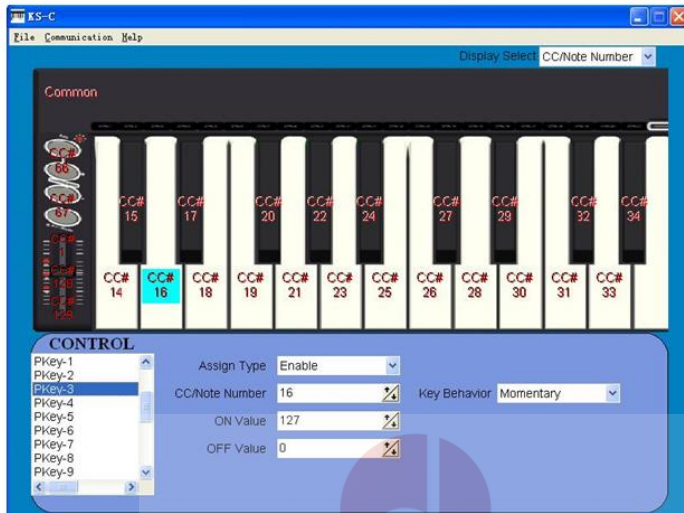 KS-C
File Communication Help
Display Select CC/Note Number
Common
CC#
66
CC#
67
CC#
1
CC#
128
CC#
129
CC# 15 CC# 17 CC# 20 CC# 22 CC# 24 CC# 27 CC# 29 CC# 32 CC# 34
CC# 14 CC# 16 CC# 18 CC# 19 CC# 21 CC# 23 CC# 25 CC# 26 CC# 28 CC# 30 CC# 31 CC# 33
CONTROL
PKey-1
PKey-2
PKey-3
PKey-4
PKey-5
PKey-6
PKey-7
PKey-8
PKey-9
Assign Type Enable
CC/Note Number 16 Key Behavior Momentary
ON Value 127
OFF Value 0